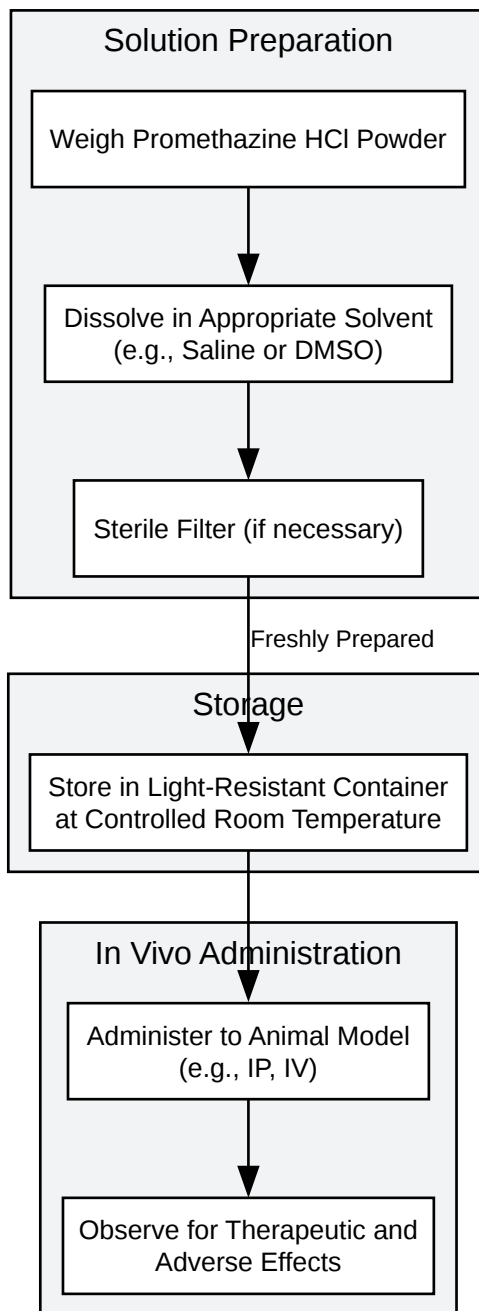 Solution Preparation
Weigh Promethazine HCl Powder
Dissolve in Appropriate Solvent
(e.g., Saline or DMSO)
Sterile Filter (if necessary)
Freshly Prepared
Storage
Store in Light-Resistant Container
at Controlled Room Temperature
In Vivo Administration
Administer to Animal Model
(e.g., IP, IV)
Observe for Therapeutic and
Adverse Effects